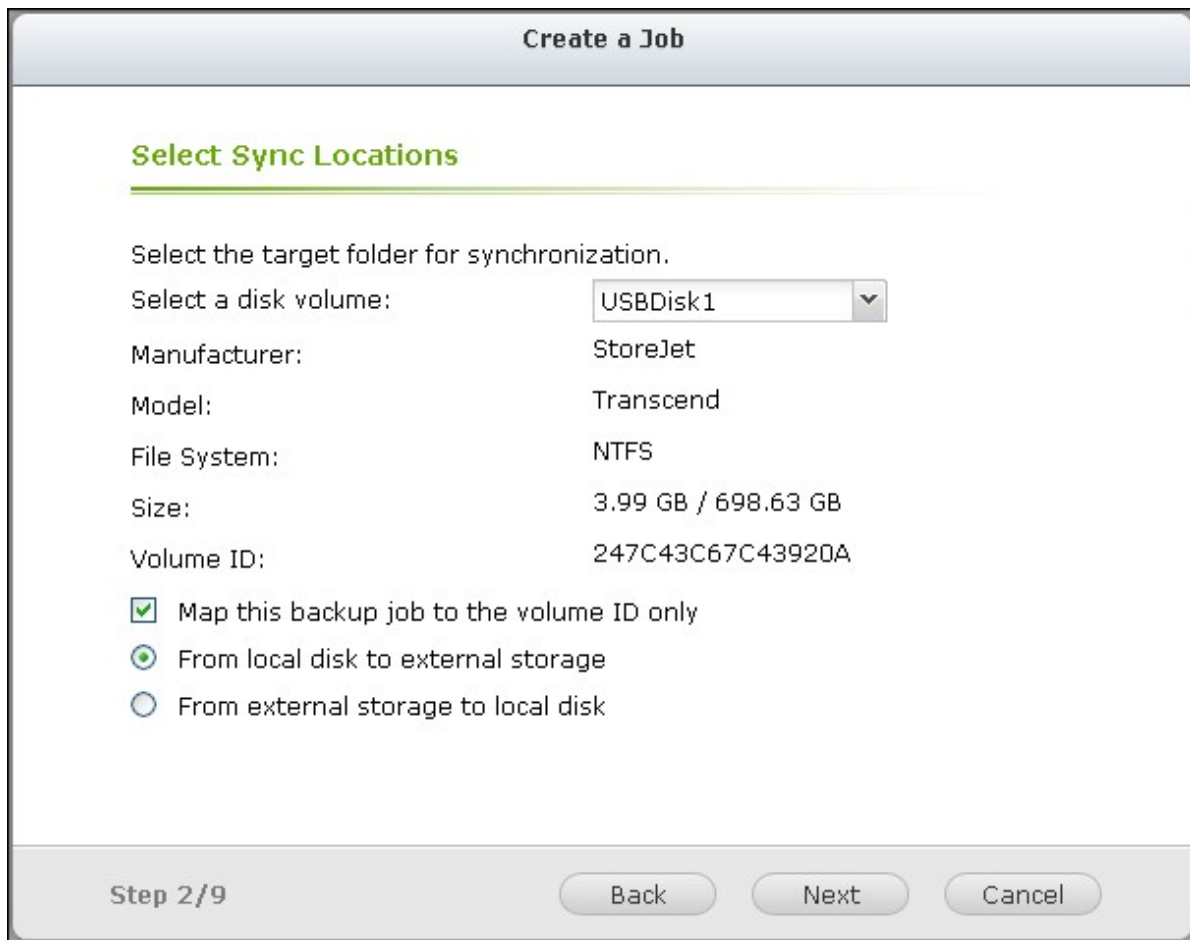 Create a Job
Select Sync Locations
Select the target folder for synchronization.
Select a disk volume: USBDisk1
Manufacturer: StoreJet
Model: Transcend
File System: NTFS
Size: 3.99 GB / 698.63 GB
Volume ID: 247C43C67C43920A
Map this backup job to the volume ID only
From local disk to external storage
From external storage to local disk
Step 2/9 Back Next Cancel